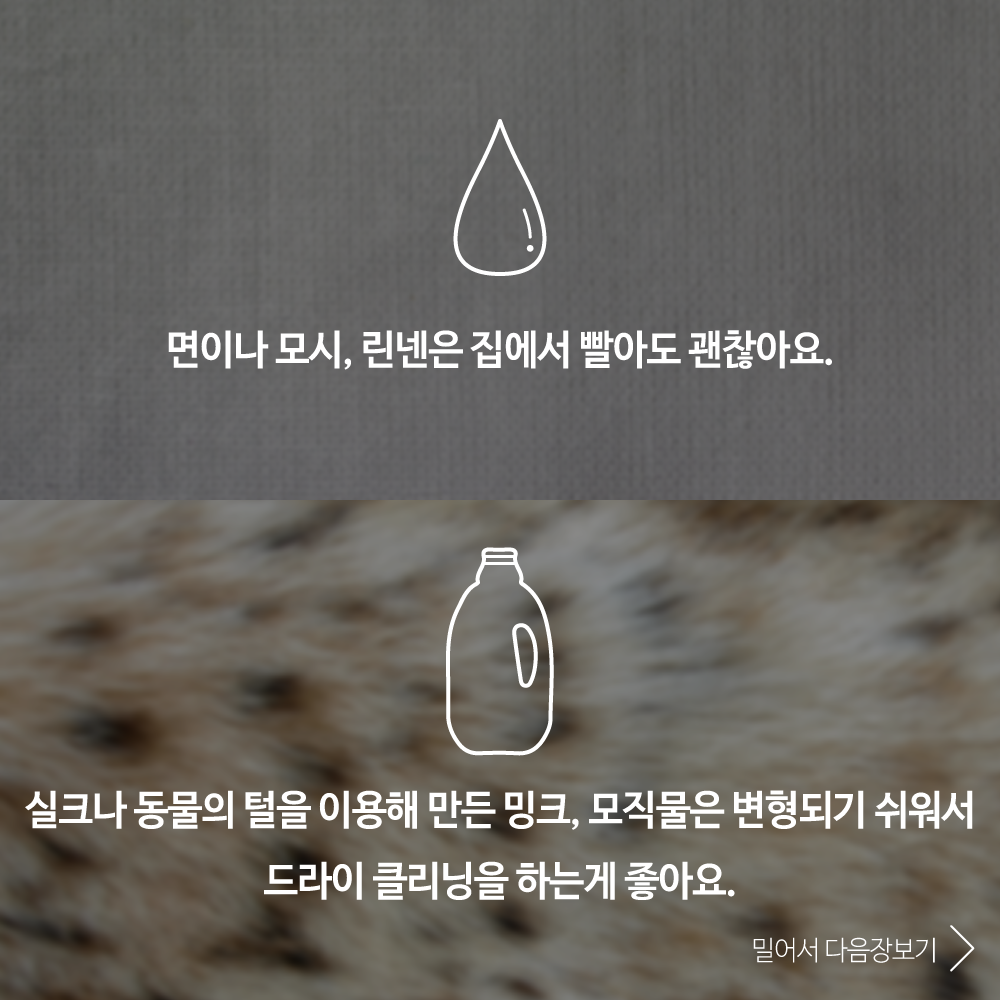 면이나 모시, 린넨은 집에서 빨아도 괜찮아요.
실크나 동물의 털을 이용해 만든 밍크, 모직물은 변형되기 쉬워서
드라이 클리닝을 하는게 좋아요.
밀어서 다음장보기